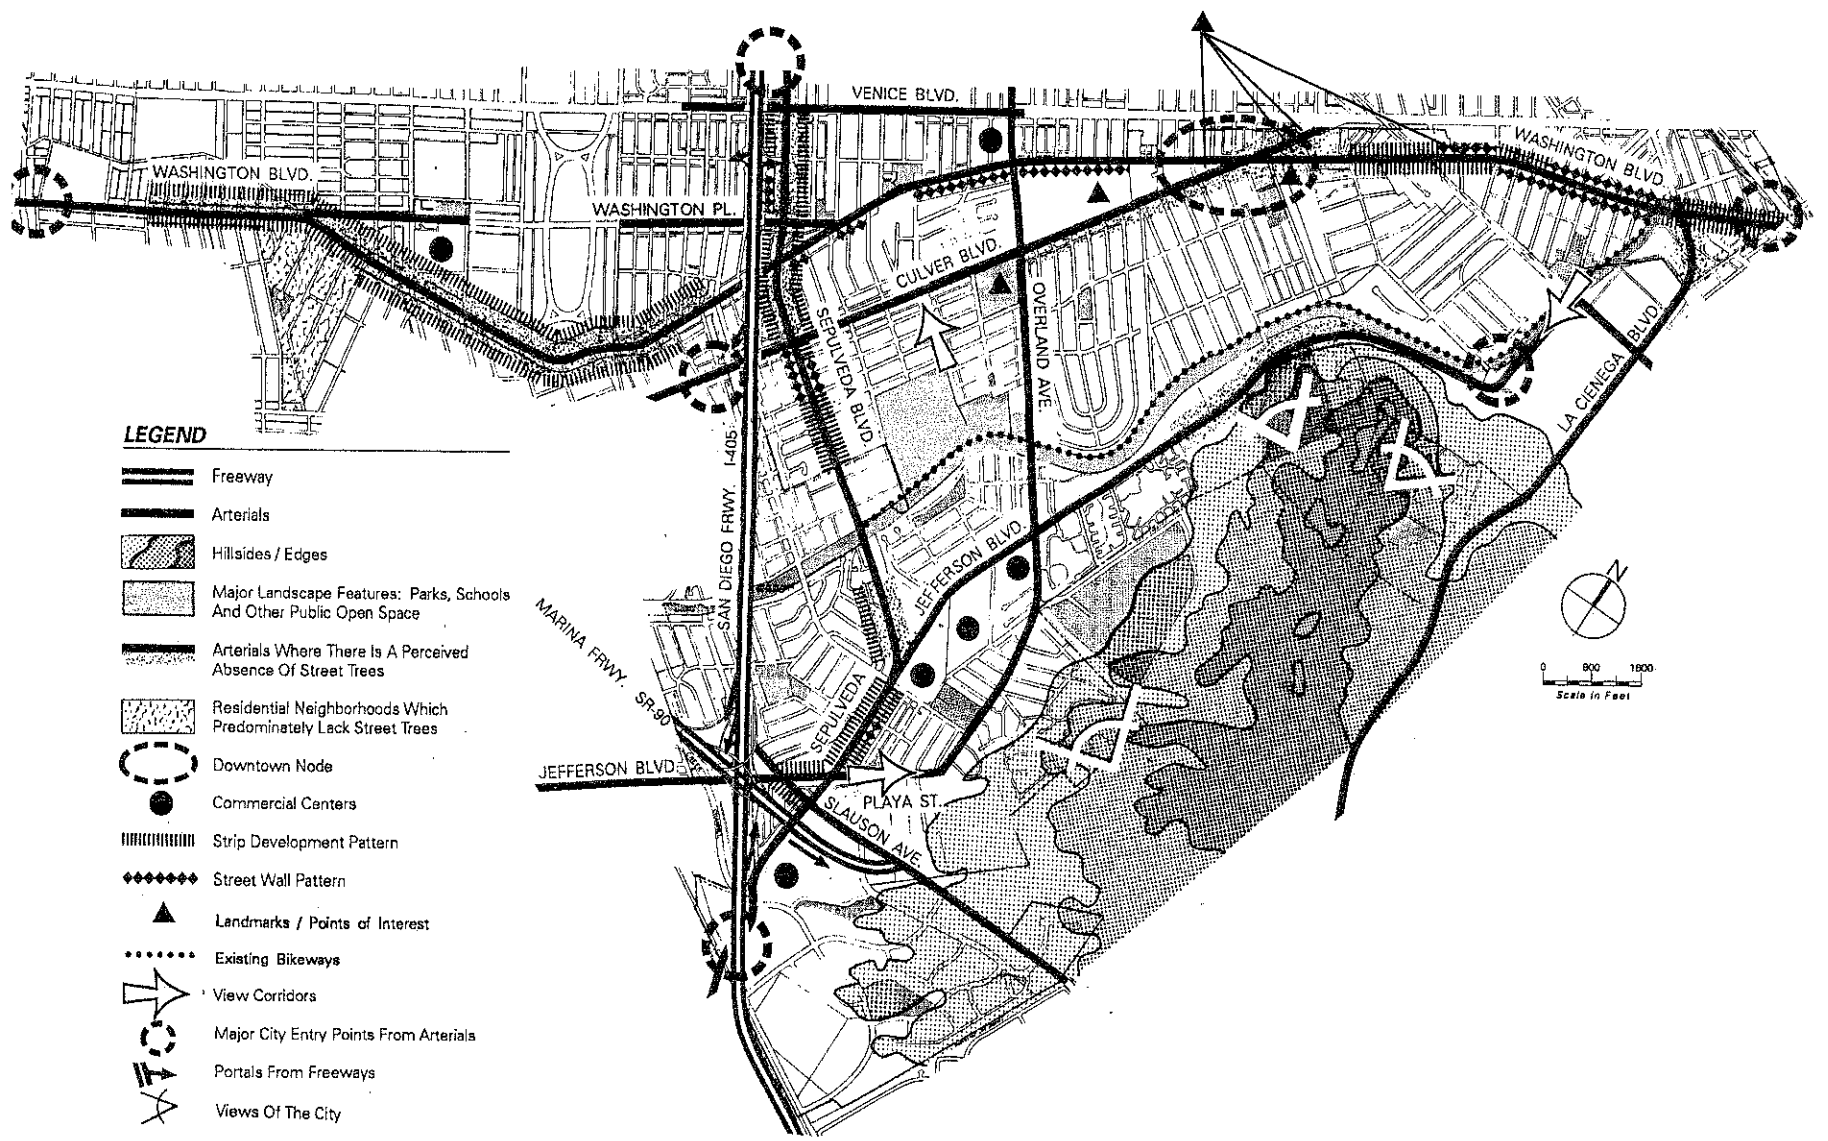 VENICE BLVD.
WASHINGTON BLVD.
WASHINGTON BLVD.
WASHINGTON PL.
CULVER BLVD.
SEPULVEDA BLVD.
OVERLAND AVE.
LA CIENEGA BLVD.
SAN DIEGO FRWY. I-405
JEFFERSON BLVD.
MARINA FRWY. SR-90
SEPULVEDA
JEFFERSON BLVD.
PLAYA ST.
SLAUSON AVE.
N
0 800 1600
Scale in Feet
LEGEND
Freeway
Arterials
Hillsides / Edges
Major Landscape Features: Parks, Schools
And Other Public Open Space
Arterials Where There Is A Perceived
Absence Of Street Trees
Residential Neighborhoods Which
Predominately Lack Street Trees
Downtown Node
Commercial Centers
Strip Development Pattern
Street Wall Pattern
Landmarks / Points of Interest
Existing Bikeways
View Corridors
Major City Entry Points From Arterials
Portals From Freeways
Views Of The City